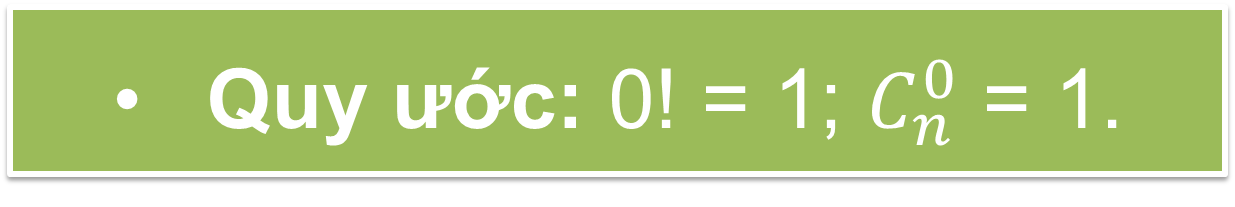 • Quy ước: 0! = 1; $C_n^0$ = 1.